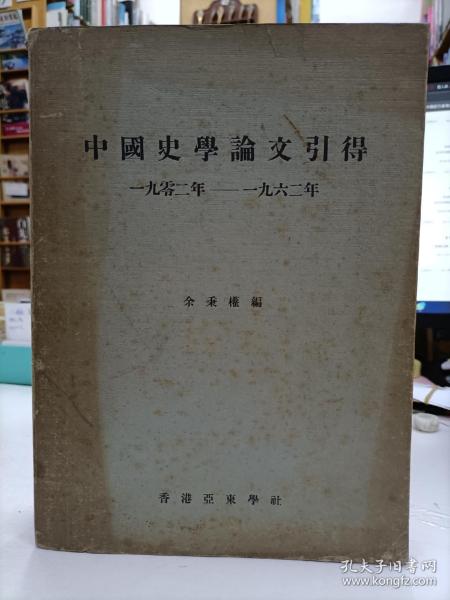 中國史學論文引得
一九零二年——一九六二年
余秉權編
香港亞東學社
孔夫子旧书网
www.kongfz.com